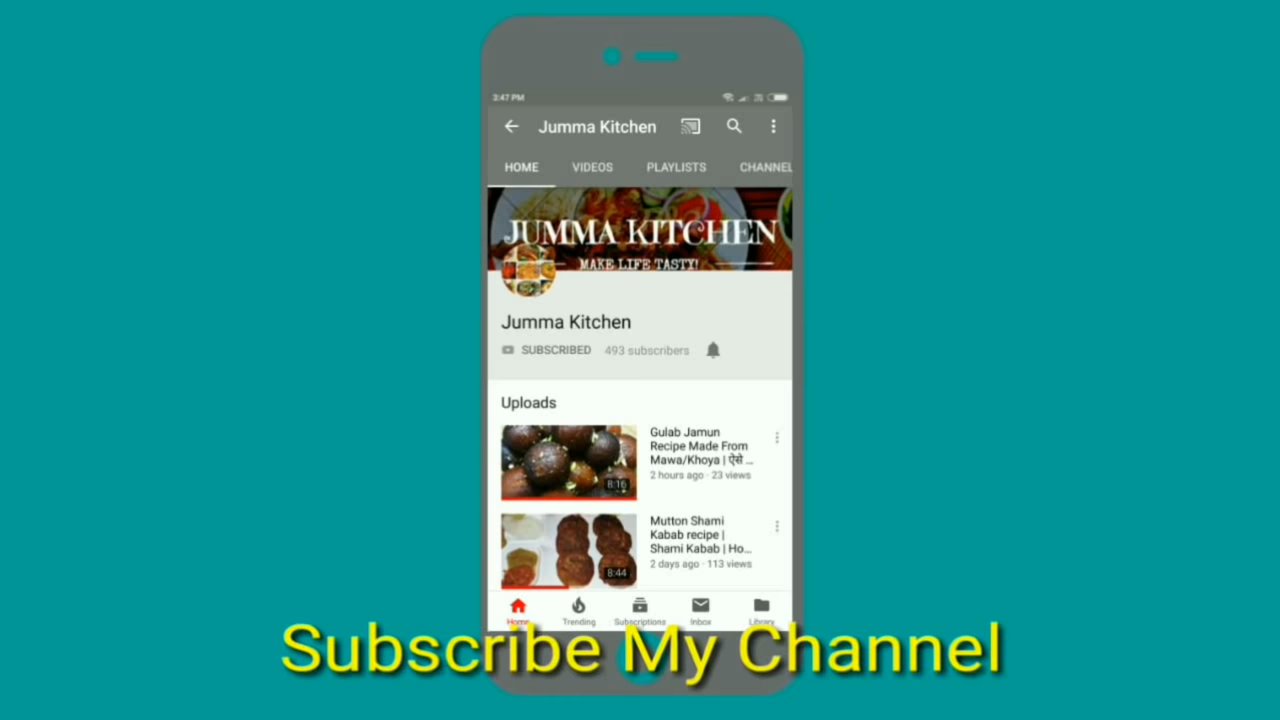 3:47 PM
Jumma Kitchen
HOME VIDEOS PLAYLISTS CHANNEL
JUMMA KITCHEN
MAKE LIFE TASTY!
Jumma Kitchen
SUBSCRIBED 493 subscribers
Uploads
Gulab Jamun
Recipe Made From
Mawa/Khoya | ऐसे ...
2 hours ago · 23 views
8:16
Mutton Shami
Kabab recipe |
Shami Kabab | Ho...
2 days ago · 113 views
8:44
Home Trending Subscriptions Inbox Library
Subscribe My Channel